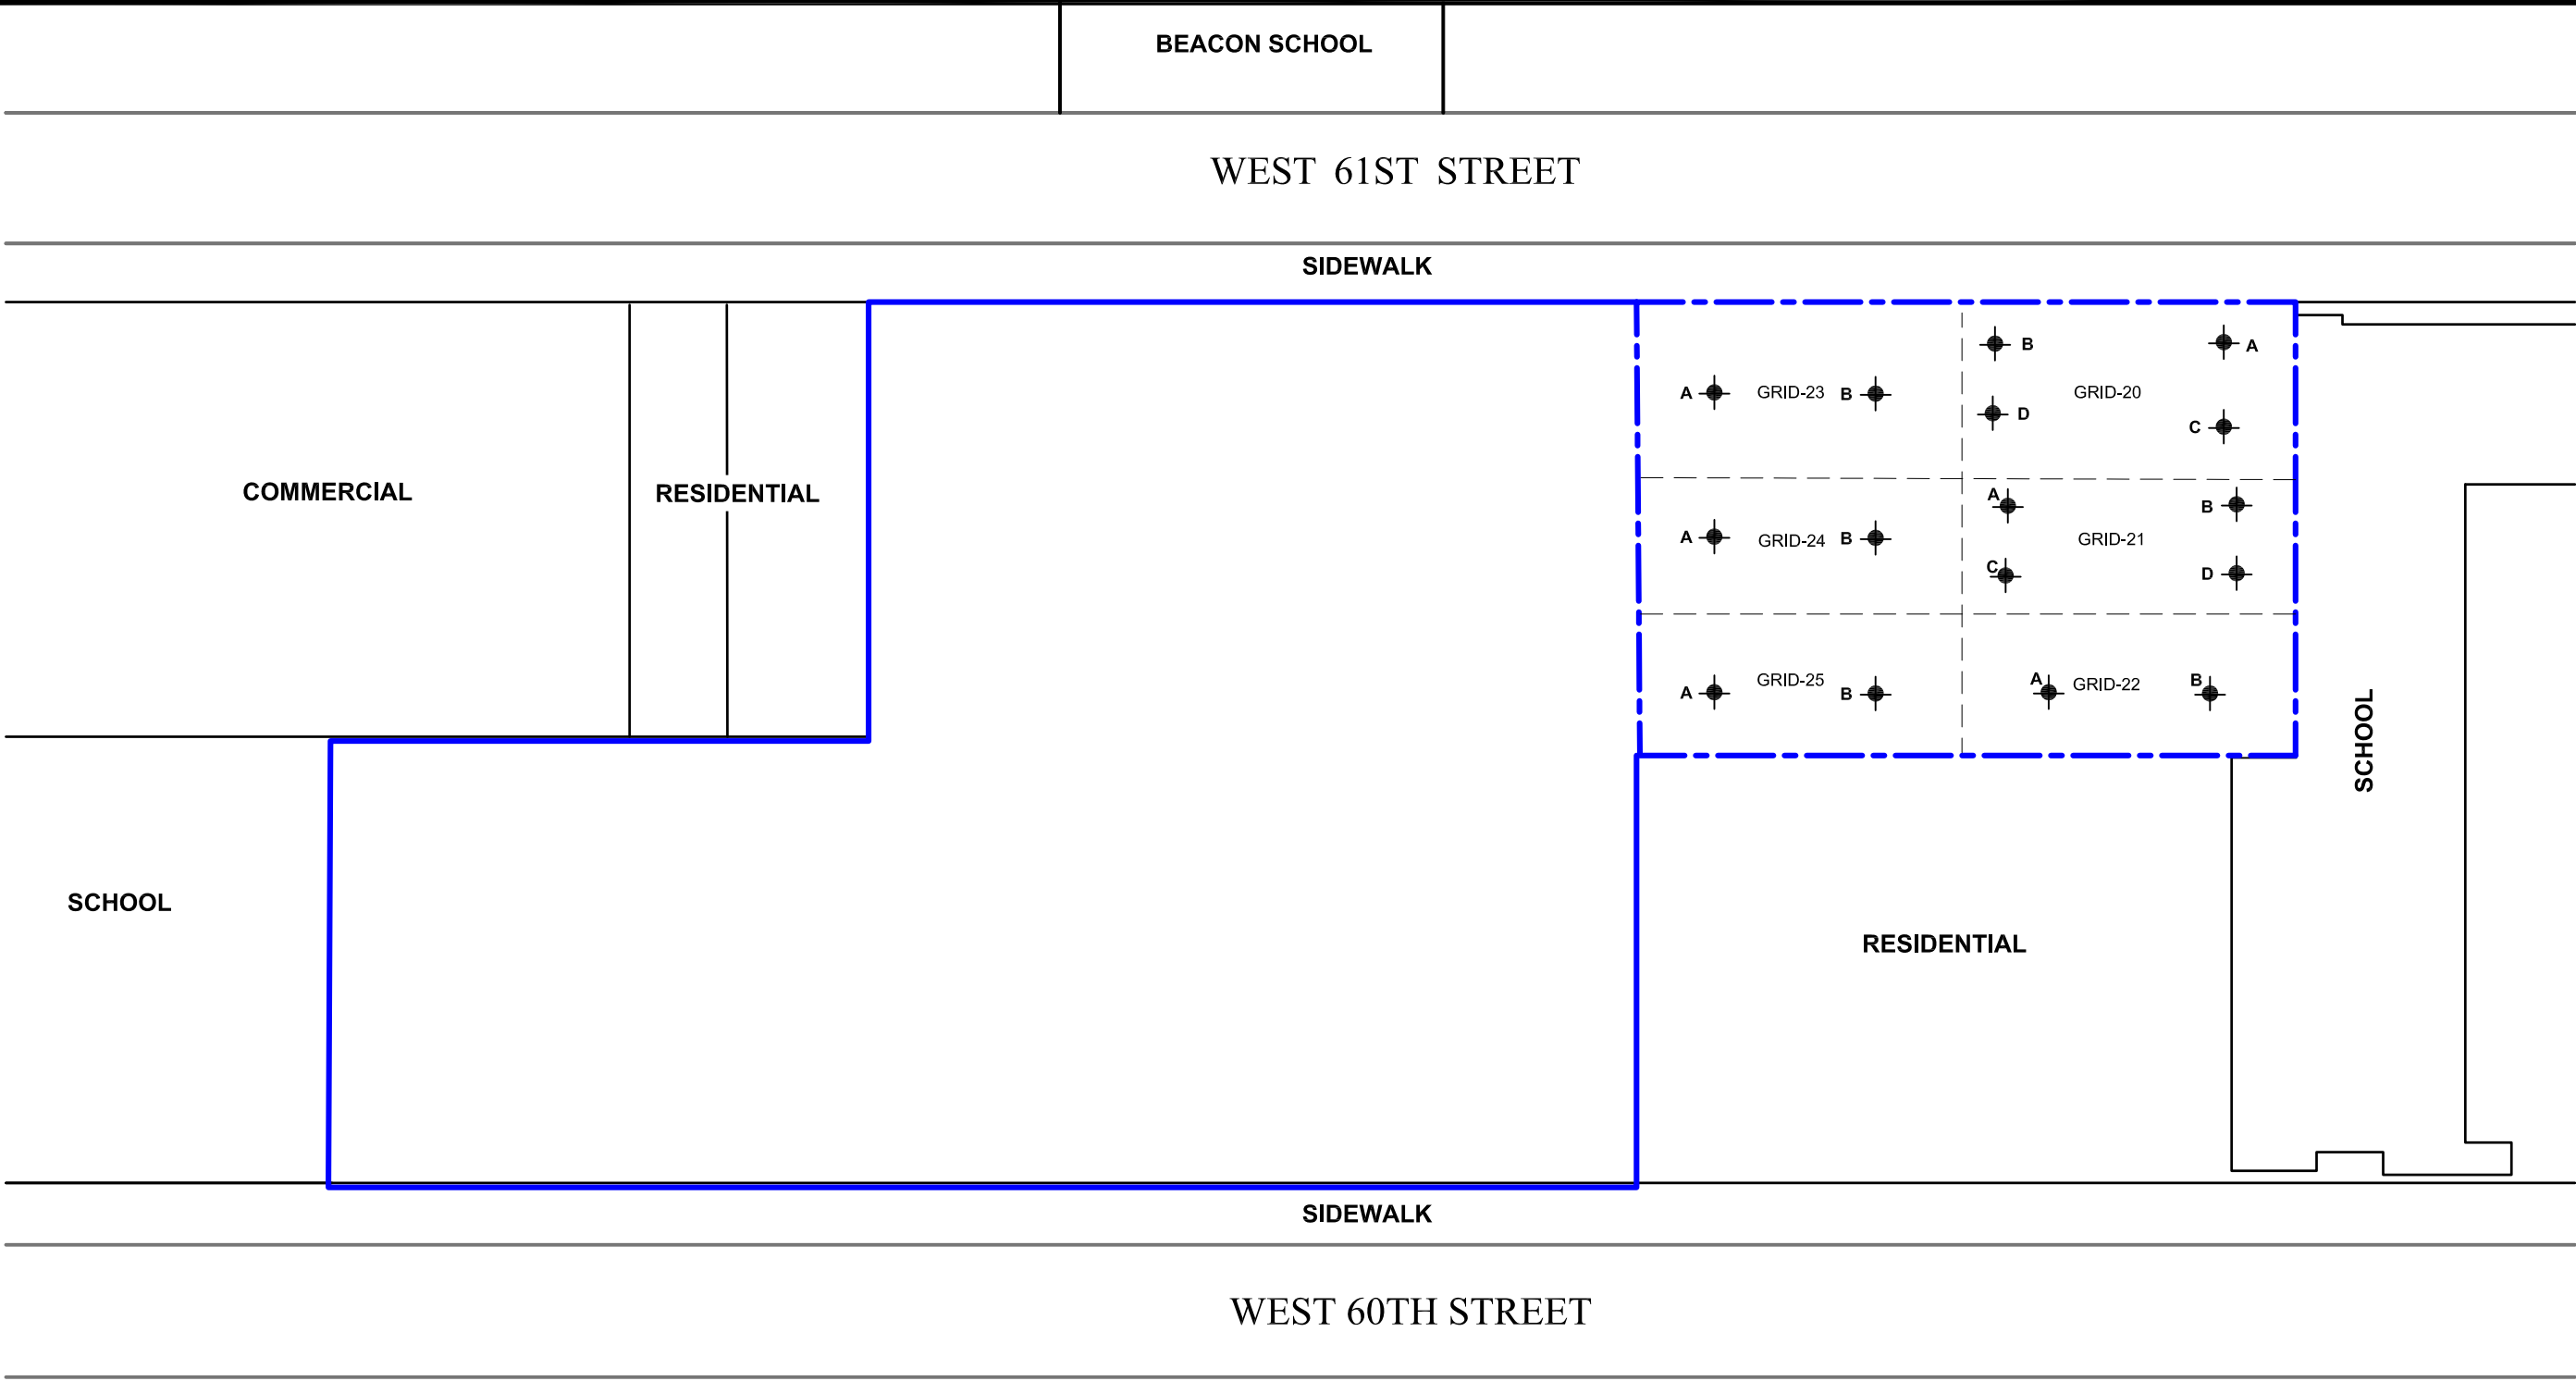 BEACON SCHOOL
WEST 61ST STREET
SIDEWALK
B
A
A GRID-23 B
GRID-20
D
C
COMMERCIAL
RESIDENTIAL
A
B
A GRID-24 B
GRID-21
C
D
A GRID-25 B
A GRID-22 B
SCHOOL
SCHOOL
RESIDENTIAL
SIDEWALK
WEST 60TH STREET